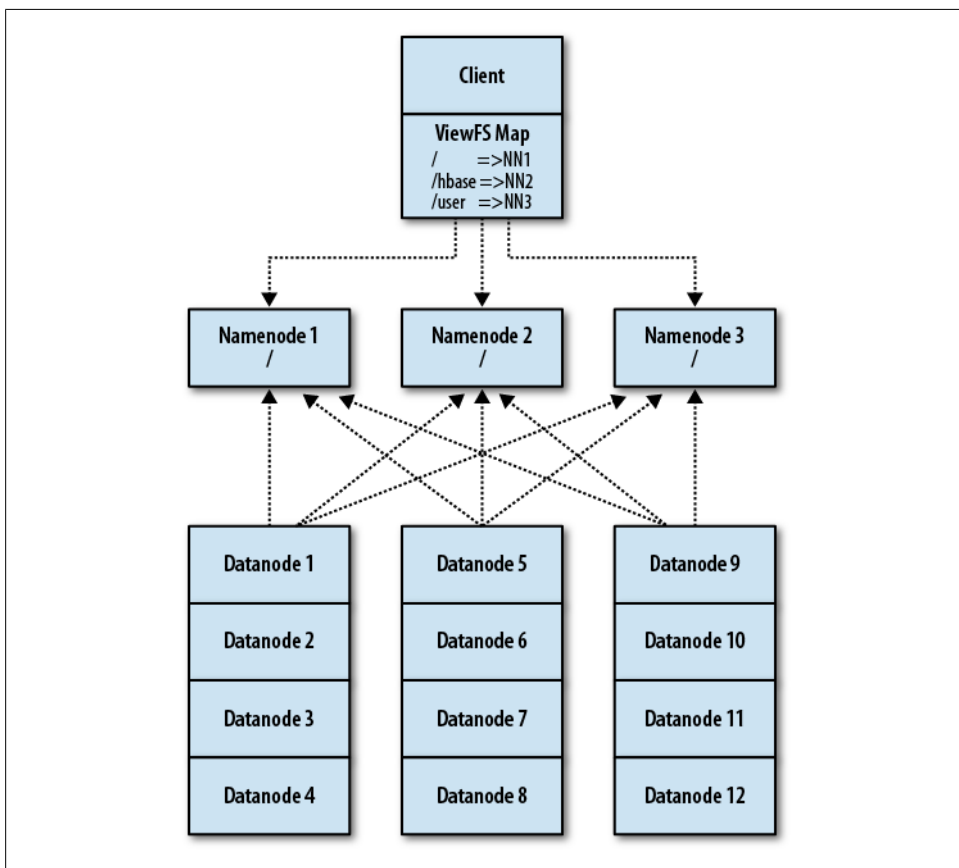 Client
ViewFS Map
/ =>NN1
/hbase =>NN2
/user =>NN3
Namenode 1
/
Namenode 2
/
Namenode 3
/
Datanode 1
Datanode 5
Datanode 9
Datanode 2
Datanode 6
Datanode 10
Datanode 3
Datanode 7
Datanode 11
Datanode 4
Datanode 8
Datanode 12